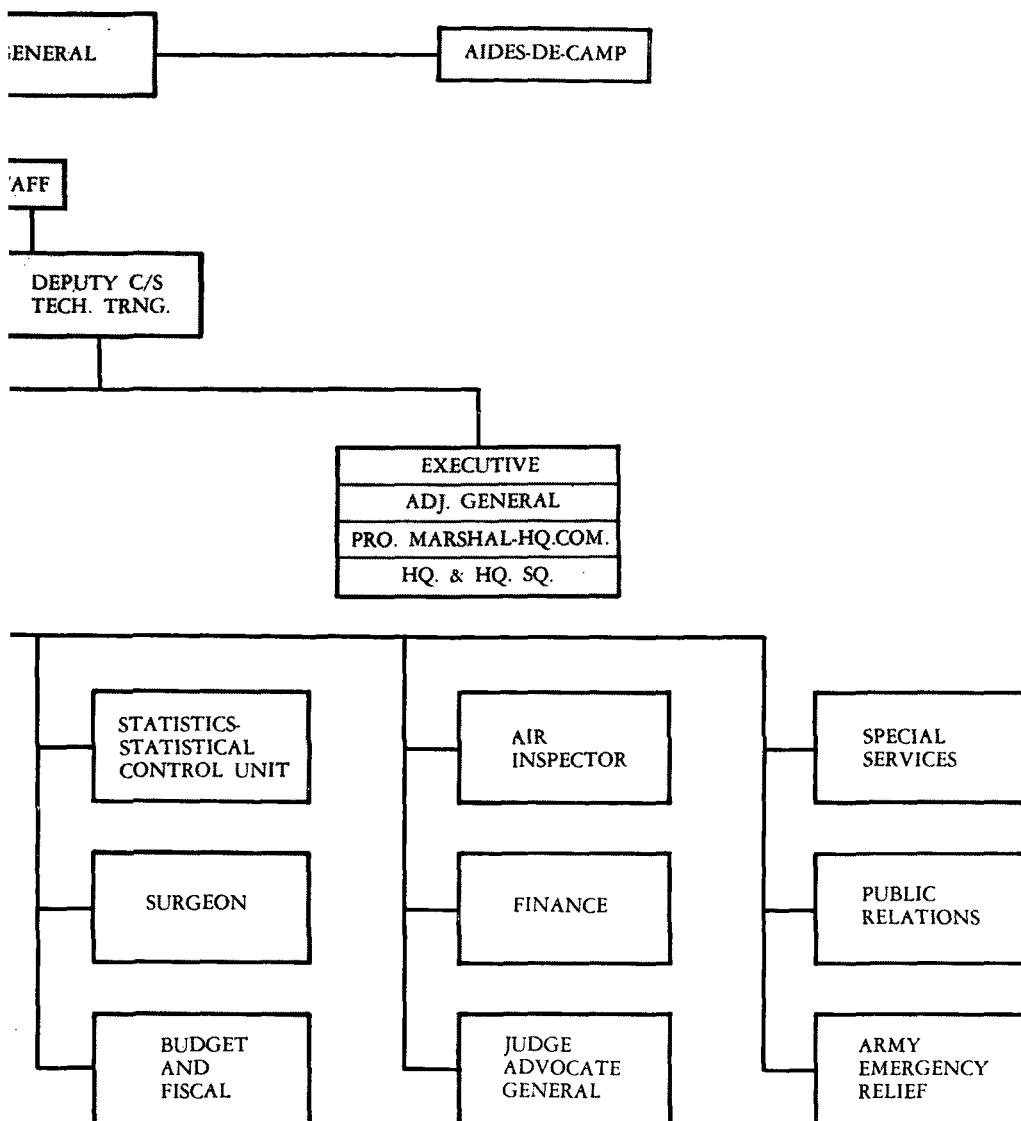 GENERAL
AIDES-DE-CAMP
AFF
DEPUTY C/S
TECH. TRNG.
EXECUTIVE
ADJ. GENERAL
PRO. MARSHAL-HQ.COM.
HQ. & HQ. SQ.
STATISTICS-
STATISTICAL
CONTROL UNIT
AIR
INSPECTOR
SPECIAL
SERVICES
SURGEON
FINANCE
PUBLIC
RELATIONS
BUDGET
AND
FISCAL
JUDGE
ADVOCATE
GENERAL
ARMY
EMERGENCY
RELIEF